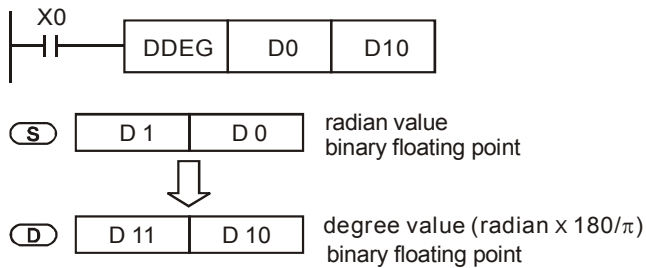 X0
DDEG D0 D10
S D 1 D 0 radian value
binary floating point
D D 11 D 10 degree value (radian x 180/π)
binary floating point